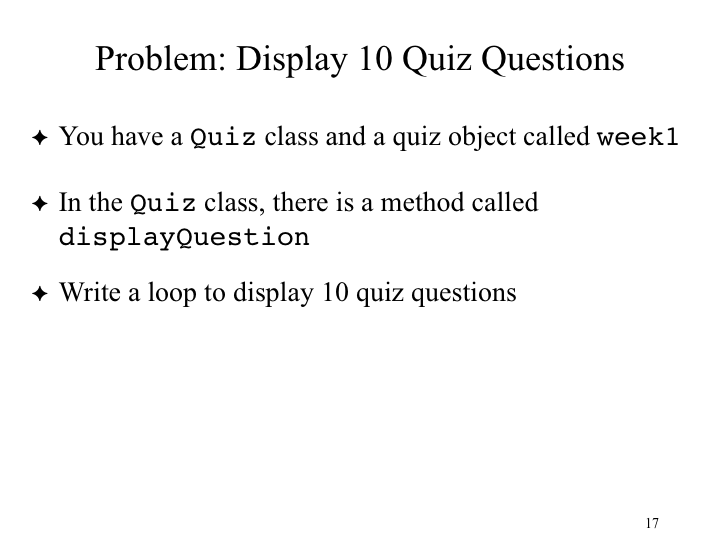 Problem: Display 10 Quiz Questions
✦ You have a Quiz class and a quiz object called week1
✦ In the Quiz class, there is a method called
displayQuestion
✦ Write a loop to display 10 quiz questions
17